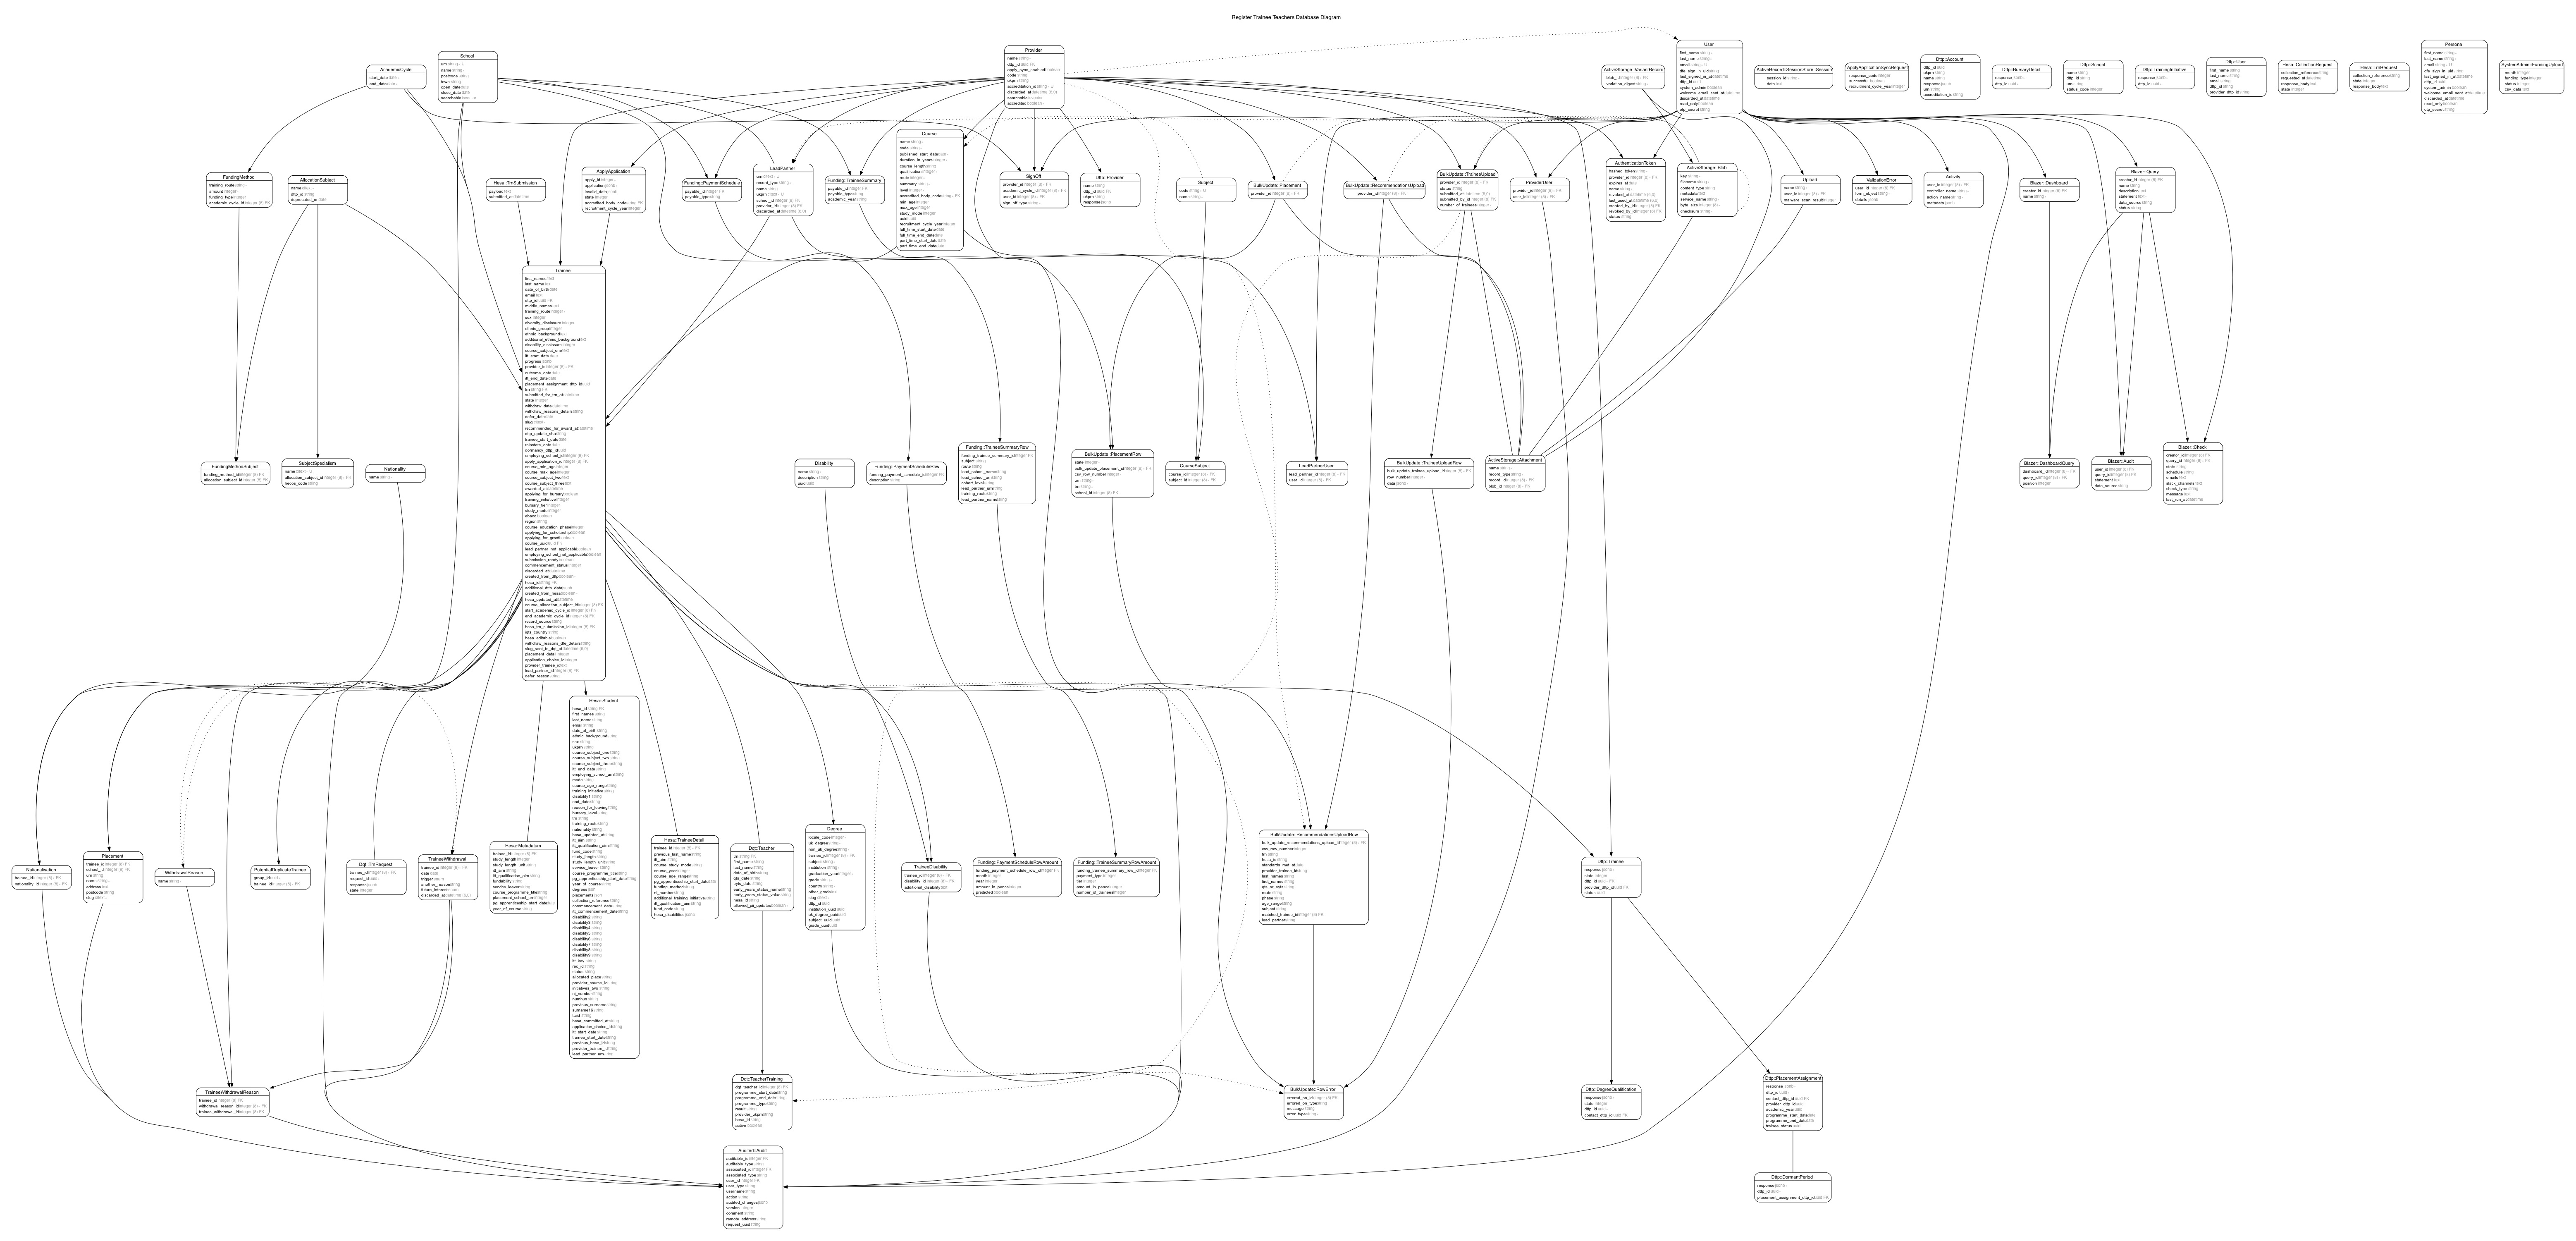 Register Trainee Teachers Database Diagram
School
urn string ∗ U
name string ∗
postcode string
town string
open_date date
close_date date
searchable tsvector
AcademicCycle
start_date date ∗
end_date date ∗
Provider
name string ∗
dttp_id uuid FK
apply_sync_enabled boolean
code string
ukprn string
accreditation_id string ∗ U
discarded_at datetime (6,0)
searchable tsvector
accredited boolean ∗
User
first_name string ∗
last_name string ∗
email string ∗ U
dfe_sign_in_uid string
last_signed_in_at datetime
dttp_id uuid
system_admin boolean
welcome_email_sent_at datetime
discarded_at datetime
read_only boolean
otp_secret string
ActiveStorage::VariantRecord
blob_id integer (8) ∗ FK
variation_digest string ∗
ActiveRecord::SessionStore::Session
session_id string ∗
data text
ApplyApplicationSyncRequest
response_code integer
successful boolean
recruitment_cycle_year integer
Dttp::Account
dttp_id uuid
ukprn string
name string
response jsonb
urn string
accreditation_id string
Dttp::BursaryDetail
response jsonb ∗
dttp_id uuid ∗
Dttp::School
name string
dttp_id string
urn string
status_code integer
Dttp::TrainingInitiative
response jsonb ∗
dttp_id uuid ∗
Dttp::User
first_name string
last_name string
email string
dttp_id string
provider_dttp_id string
Hesa::CollectionRequest
collection_reference string
requested_at datetime
response_body text
state integer
Hesa::TrnRequest
collection_reference string
state integer
response_body text
Persona
first_name string ∗
last_name string ∗
email string ∗ U
dfe_sign_in_uid string
last_signed_in_at datetime
dttp_id uuid
system_admin boolean
welcome_email_sent_at datetime
discarded_at datetime
read_only boolean
otp_secret string
SystemAdmin::FundingUpload
month integer
funding_type integer
status integer
csv_data text
FundingMethod
training_route string ∗
amount integer ∗
funding_type integer
academic_cycle_id integer (8) FK
AllocationSubject
name citext ∗
dttp_id string
deprecated_on date
Hesa::TrnSubmission
payload text
submitted_at datetime
ApplyApplication
apply_id integer ∗
application jsonb
invalid_data jsonb
state integer
accredited_body_code string FK
recruitment_cycle_year integer
Funding::PaymentSchedule
payable_id integer FK
payable_type string
LeadPartner
urn citext ∗ U
record_type string ∗
name string
ukprn citext ∗ U
school_id integer (8) FK
provider_id integer (8) FK
discarded_at datetime (6,0)
Funding::TraineeSummary
payable_id integer FK
payable_type string
academic_year string
Course
name string ∗
code string ∗
published_start_date date ∗
duration_in_years integer ∗
course_length string
qualification integer ∗
route integer ∗
summary string ∗
level integer ∗
accredited_body_code string ∗ FK
min_age integer
max_age integer
study_mode integer
uuid uuid
recruitment_cycle_year integer
full_time_start_date date
full_time_end_date date
part_time_start_date date
part_time_end_date date
SignOff
provider_id integer (8) ∗ FK
academic_cycle_id integer (8) ∗ FK
user_id integer (8) ∗ FK
sign_off_type string ∗
Dttp::Provider
name string
dttp_id uuid
ukprn string
response jsonb
Subject
code string ∗ U
name string ∗
BulkUpdate::Placement
provider_id integer (8) ∗ FK
BulkUpdate::RecommendationsUpload
provider_id integer (8) ∗ FK
BulkUpdate::TraineeUpload
provider_id integer (8) ∗ FK
status string
submitted_at datetime (6,0)
submitted_by_id integer (8) FK
number_of_trainees integer ∗
ProviderUser
provider_id integer (8) ∗ FK
user_id integer (8) ∗ FK
AuthenticationToken
hashed_token string ∗
provider_id integer (8) ∗ FK
expires_at date
name string ∗
revoked_at datetime (6,0)
last_used_at datetime (6,0)
created_by_id integer (8) FK
revoked_by_id integer (8) FK
status string
ActiveStorage::Blob
key string ∗
filename string ∗
content_type string
metadata text
service_name string ∗
byte_size integer (8) ∗
checksum string ∗
Upload
name string ∗
user_id integer (8) ∗ FK
malware_scan_result integer
ValidationError
user_id integer (8) FK
form_object string
details jsonb
Activity
user_id integer (8) FK
controller_name string ∗
action_name string ∗
metadata jsonb
Blazer::Dashboard
creator_id integer (8) FK
name string ∗
Blazer::Query
creator_id integer (8) FK
name string
description text
statement text
data_source string
status string
Trainee
first_names text
last_name text
date_of_birth date
email text
dttp_id uuid FK
middle_names text
training_route integer ∗
sex integer
diversity_disclosure integer
ethnic_group integer
ethnic_background text
additional_ethnic_background text
disability_disclosure integer
course_subject_one text
itt_start_date date
progress jsonb
provider_id integer (8) ∗ FK
outcome_date date
itt_end_date date
placement_assignment_dttp_id uuid
trn string FK
submitted_for_trn_at datetime
state integer
withdraw_date datetime
withdraw_reasons_details string
defer_date date
slug citext ∗
recommended_for_award_at datetime
dttp_update_sha string
trainee_start_date date
reinstate_date date
dormancy_dttp_id uuid
employing_school_id integer (8) FK
apply_application_id integer (8) FK
course_min_age integer
course_max_age integer
course_subject_two text
course_subject_three text
awarded_at datetime
applying_for_bursary boolean
training_initiative integer
bursary_tier integer
study_mode integer
ebacc boolean
region string
course_education_phase integer
applying_for_scholarship boolean
applying_for_grant boolean
course_uuid uuid FK
lead_partner_not_applicable boolean
employing_school_not_applicable boolean
submission_ready boolean
commencement_status integer
discarded_at datetime
created_from_dttp boolean ∗
hesa_id string FK
additional_dttp_data jsonb
created_from_hesa boolean ∗
hesa_updated_at datetime
course_allocation_subject_id integer (8) FK
start_academic_cycle_id integer (8) FK
end_academic_cycle_id integer (8) FK
record_source string
hesa_trn_submission_id integer (8) FK
iqts_country string
hesa_editable boolean
withdraw_reasons_dfe_details string
slug_sent_to_dqt_at datetime (6,0)
placement_detail integer
application_choice_id integer
provider_trainee_id text
lead_partner_id integer (8) FK
defer_reason string
FundingMethodSubject
funding_method_id integer (8) FK
allocation_subject_id integer (8) FK
SubjectSpecialism
name citext ∗ U
allocation_subject_id integer (8) ∗ FK
hecos_code string
Nationality
name string ∗
Disability
name string ∗
description string
uuid uuid
Funding::PaymentScheduleRow
funding_payment_schedule_id integer FK
description string
Funding::TraineeSummaryRow
funding_trainee_summary_id integer FK
subject string
route string
lead_school_name string
lead_school_urn string
cohort_level string
lead_partner_urn string
training_route string
lead_partner_name string
BulkUpdate::PlacementRow
state integer ∗
bulk_update_placement_id integer (8) ∗ FK
csv_row_number integer ∗
urn string ∗
trn string ∗
school_id integer (8) FK
CourseSubject
course_id integer (8) ∗ FK
subject_id integer (8) ∗ FK
LeadPartnerUser
lead_partner_id integer (8) ∗ FK
user_id integer (8) ∗ FK
BulkUpdate::TraineeUploadRow
bulk_update_trainee_upload_id integer (8) ∗ FK
row_number integer ∗
data jsonb ∗
ActiveStorage::Attachment
name string ∗
record_type string ∗
record_id integer (8) ∗ FK
blob_id integer (8) ∗ FK
Blazer::DashboardQuery
dashboard_id integer (8) ∗ FK
query_id integer (8) ∗ FK
position integer
Blazer::Audit
user_id integer (8) FK
query_id integer (8) FK
statement text
data_source string
Blazer::Check
creator_id integer (8) FK
query_id integer (8) ∗ FK
state string
schedule string
emails text
slack_channels text
check_type string
message text
last_run_at datetime
Hesa::Student
hesa_id string FK
first_names string
last_name string
email string
date_of_birth string
ethnic_background string
sex string
ukprn string
course_subject_one string
course_subject_two string
course_subject_three string
itt_end_date string
employing_school_urn string
mode string
course_age_range string
training_initiative string
disability1 string
end_date string
reason_for_leaving string
bursary_level string
trn string
training_route string
nationality string
hesa_updated_at string
itt_aim string
itt_qualification_aim string
fund_code string
study_length string
study_length_unit string
service_leaver string
course_programme_title string
pg_apprenticeship_start_date string
year_of_course string
degrees json
placements json
collection_reference string
commencement_date string
itt_commencement_date string
disability2 string
disability3 string
disability4 string
disability5 string
disability6 string
disability7 string
disability8 string
disability9 string
itt_key string
rec_id string
status string
allocated_place string
provider_course_id string
initiatives_two string
ni_number string
numhus string
previous_surname string
surname16 string
ttcid string
hesa_committed_at string
application_choice_id string
itt_start_date string
trainee_start_date string
previous_hesa_id string
provider_trainee_id string
lead_partner_urn string
Nationalisation
trainee_id integer (8) ∗ FK
nationality_id integer (8) ∗ FK
Placement
trainee_id integer (8) FK
school_id integer (8) FK
urn string
name string ∗
address text
postcode string
slug citext ∗
WithdrawalReason
name string ∗
PotentialDuplicateTrainee
group_id uuid ∗
trainee_id integer (8) ∗ FK
Dqt::TrnRequest
trainee_id integer (8) ∗ FK
request_id uuid ∗
response jsonb
state integer
TraineeWithdrawal
trainee_id integer (8) ∗ FK
date date
trigger enum
another_reason string
future_interest enum
discarded_at datetime (6,0)
Hesa::Metadatum
trainee_id integer (8) FK
study_length integer
study_length_unit string
itt_aim string
itt_qualification_aim string
fundability string
service_leaver string
course_programme_title string
placement_school_urn integer
pg_apprenticeship_start_date date
year_of_course string
Hesa::TraineeDetail
trainee_id integer (8) ∗ FK
previous_last_name string
itt_aim string
course_study_mode string
course_year integer
course_age_range string
pg_apprenticeship_start_date date
funding_method string
ni_number string
additional_training_initiative string
itt_qualification_aim string
fund_code string
hesa_disabilities jsonb
Dqt::Teacher
trn string FK
first_name string
last_name string
date_of_birth string
qts_date string
eyts_date string
early_years_status_name string
early_years_status_value string
hesa_id string
allowed_pii_updates boolean ∗
Degree
locale_code integer ∗
uk_degree string ∗
non_uk_degree string ∗
trainee_id integer (8) ∗ FK
subject string ∗
institution string ∗
graduation_year integer ∗
grade string ∗
country string ∗
other_grade text
slug citext ∗
dttp_id uuid
institution_uuid uuid
uk_degree_uuid uuid
subject_uuid uuid
grade_uuid uuid
TraineeDisability
trainee_id integer (8) ∗ FK
disability_id integer (8) ∗ FK
additional_disability text
Funding::PaymentScheduleRowAmount
funding_payment_schedule_row_id integer FK
month integer
year integer
amount_in_pence integer
predicted boolean
Funding::TraineeSummaryRowAmount
funding_trainee_summary_row_id integer FK
payment_type integer
tier integer
amount_in_pence integer
number_of_trainees integer
BulkUpdate::RecommendationsUploadRow
bulk_update_recommendations_upload_id integer (8) ∗ FK
csv_row_number integer
trn string
hesa_id string
standards_met_at date
provider_trainee_id string
last_names string
first_names string
qts_or_eyts string
route string
phase string
age_range string
subject string
matched_trainee_id integer (8) FK
lead_partner string
Dttp::Trainee
response jsonb ∗
state integer
dttp_id uuid ∗ FK
provider_dttp_id uuid FK
status uuid
TraineeWithdrawalReason
trainee_id integer (8) FK
withdrawal_reason_id integer (8) ∗ FK
trainee_withdrawal_id integer (8) FK
Dqt::TeacherTraining
dqt_teacher_id integer (8) FK
programme_start_date string
programme_end_date string
programme_type string
result string
provider_ukprn string
hesa_id string
active boolean
BulkUpdate::RowError
errored_on_id integer (8) FK
errored_on_type string
message string
error_type string ∗
Dttp::DegreeQualification
response jsonb ∗
state integer
dttp_id uuid ∗
contact_dttp_id uuid FK
Dttp::PlacementAssignment
response jsonb ∗
dttp_id uuid ∗
contact_dttp_id uuid FK
provider_dttp_id uuid
academic_year uuid
programme_start_date date
programme_end_date date
trainee_status uuid
Audited::Audit
auditable_id integer FK
auditable_type string
associated_id integer FK
associated_type string
user_id integer FK
user_type string
username string
action string
audited_changes jsonb
version integer
comment string
remote_address string
request_uuid string
Dttp::DormantPeriod
response jsonb ∗
dttp_id uuid ∗
placement_assignment_dttp_id uuid FK